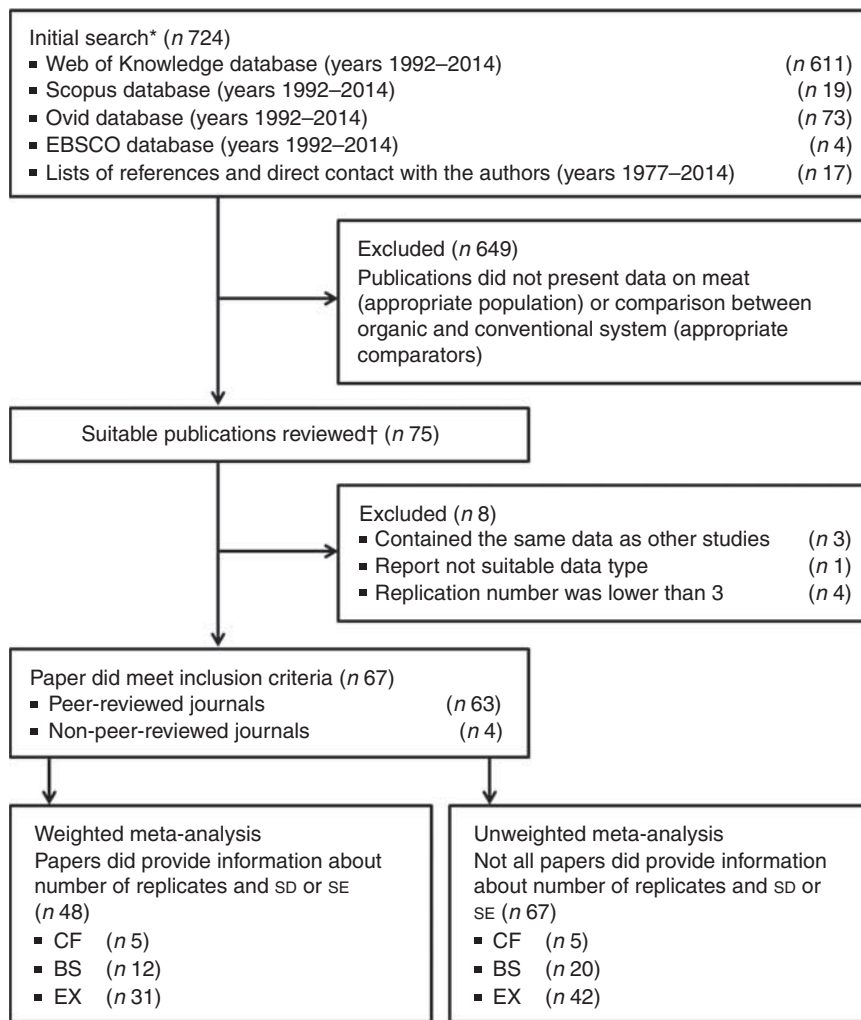 Initial search* (n 724)
▪ Web of Knowledge database (years 1992–2014) (n 611)
▪ Scopus database (years 1992–2014) (n 19)
▪ Ovid database (years 1992–2014) (n 73)
▪ EBSCO database (years 1992–2014) (n 4)
▪ Lists of references and direct contact with the authors (years 1977–2014) (n 17)
Excluded (n 649)
Publications did not present data on meat
(appropriate population) or comparison between
organic and conventional system (appropriate
comparators)
Suitable publications reviewed† (n 75)
Excluded (n 8)
▪ Contained the same data as other studies (n 3)
▪ Report not suitable data type (n 1)
▪ Replication number was lower than 3 (n 4)
Paper did meet inclusion criteria (n 67)
▪ Peer-reviewed journals (n 63)
▪ Non-peer-reviewed journals (n 4)
Weighted meta-analysis
Papers did provide information about
number of replicates and SD or SE
(n 48)
▪ CF (n 5)
▪ BS (n 12)
▪ EX (n 31)
Unweighted meta-analysis
Not all papers did provide information
about number of replicates and SD or
SE (n 67)
▪ CF (n 5)
▪ BS (n 20)
▪ EX (n 42)